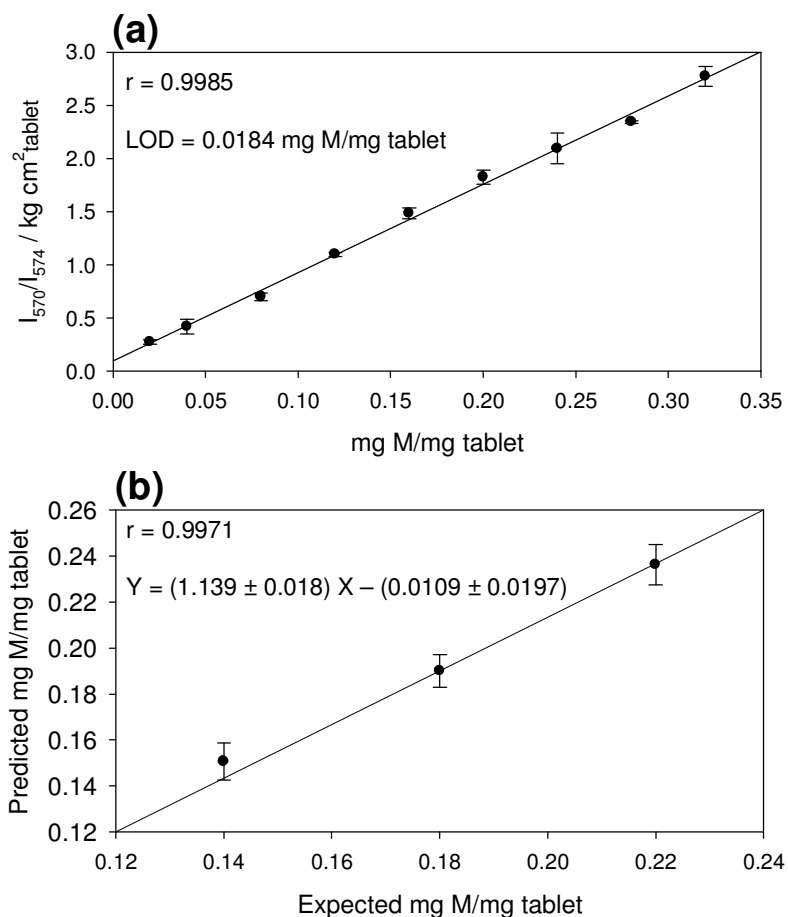 (a)
3.0
2.5
2.0
1.5
1.0
0.5
0.0
I₅₇₀/I₅₇₄ / kg cm² tablet
r = 0.9985
LOD = 0.0184 mg M/mg tablet
0.00 0.05 0.10 0.15 0.20 0.25 0.30 0.35
mg M/mg tablet
(b)
0.26
0.24
0.22
0.20
0.18
0.16
0.14
0.12
Predicted mg M/mg tablet
r = 0.9971
Y = (1.139 ± 0.018) X – (0.0109 ± 0.0197)
0.12 0.14 0.16 0.18 0.20 0.22 0.24
Expected mg M/mg tablet